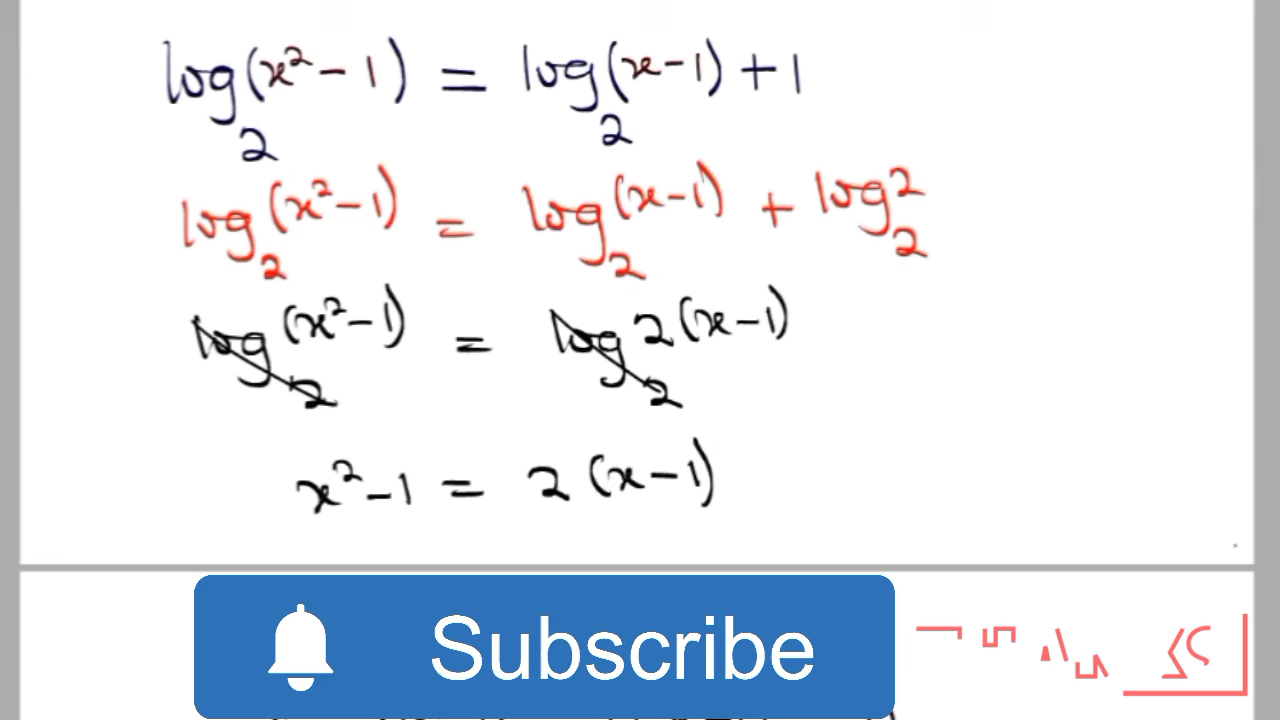 log₂(x² − 1) = log₂(x−1) + 1
log₂(x² − 1) = log₂(x−1) + log₂2
log₂(x²−1) = log₂2(x−1)
x² −1 = 2(x−1)
Subscribe